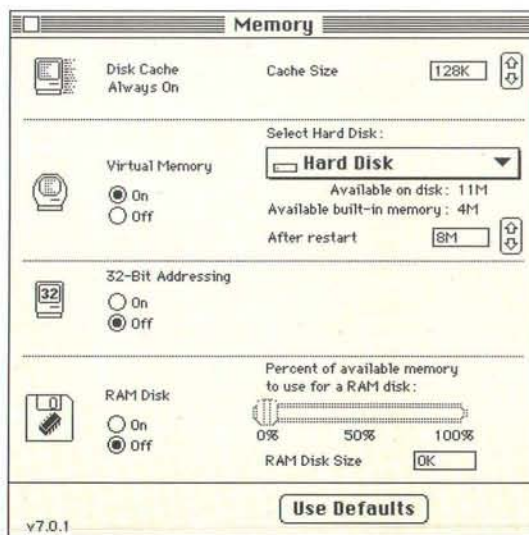 Memory
Disk Cache
Always On
Cache Size
128K
Select Hard Disk:
Hard Disk
Virtual Memory
On
Off
Available on disk: 11M
Available built-in memory: 4M
After restart
8M
32
32-Bit Addressing
On
Off
Percent of available memory
to use for a RAM disk:
RAM Disk
On
Off
0% 50% 100%
RAM Disk Size
0K
Use Defaults
v7.0.1